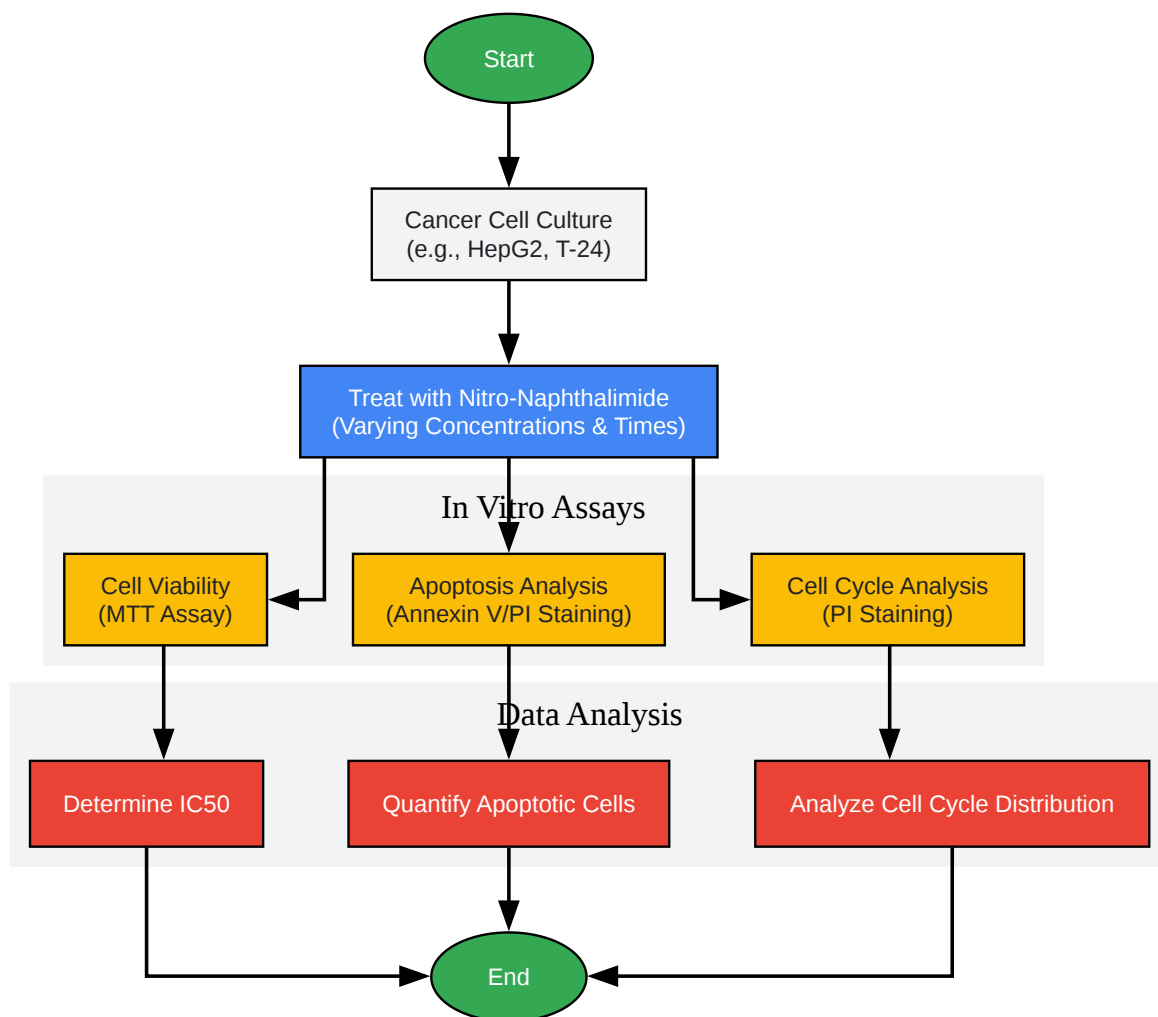 Start
Cancer Cell Culture
(e.g., HepG2, T-24)
Treat with Nitro-Naphthalimide
(Varying Concentrations & Times)
In Vitro Assays
Cell Viability
(MTT Assay)
Apoptosis Analysis
(Annexin V/PI Staining)
Cell Cycle Analysis
(PI Staining)
Data Analysis
Determine IC50
Quantify Apoptotic Cells
Analyze Cell Cycle Distribution
End